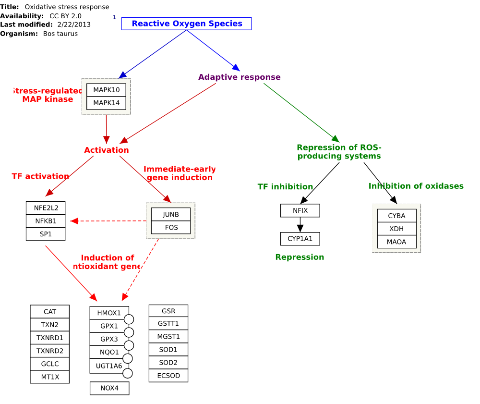 Title: Oxidative stress response
Availability: CC BY 2.0
Last modified: 2/22/2013
Organism: Bos taurus
1
Reactive Oxygen Species
Adaptive response
Stress-regulated
MAP kinase
MAPK10
MAPK14
Activation
Repression of ROS-
producing systems
TF activation
Immediate-early
gene induction
TF inhibition
Inhibition of oxidases
NFE2L2
NFKB1
SP1
JUNB
FOS
NFIX
CYP1A1
Repression
CYBA
XDH
MAOA
Induction of
ntioxidant gene
CAT
TXN2
TXNRD1
TXNRD2
GCLC
MT1X
HMOX1
GPX1
GPX3
NQO1
UGT1A6
NOX4
GSR
GSTT1
MGST1
SOD1
SOD2
ECSOD